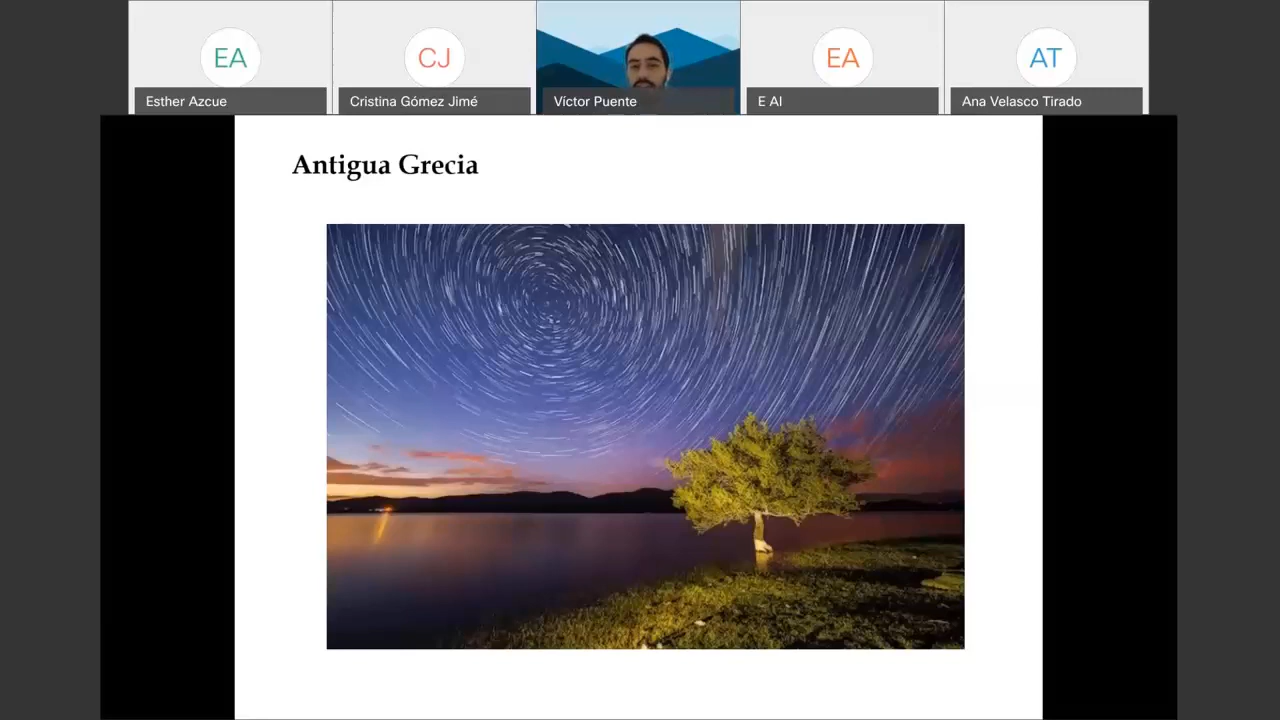 EA
Esther Azcue
CJ
Cristina Gómez Jimé
Víctor Puente
EA
E Al
AT
Ana Velasco Tirado
Antigua Grecia